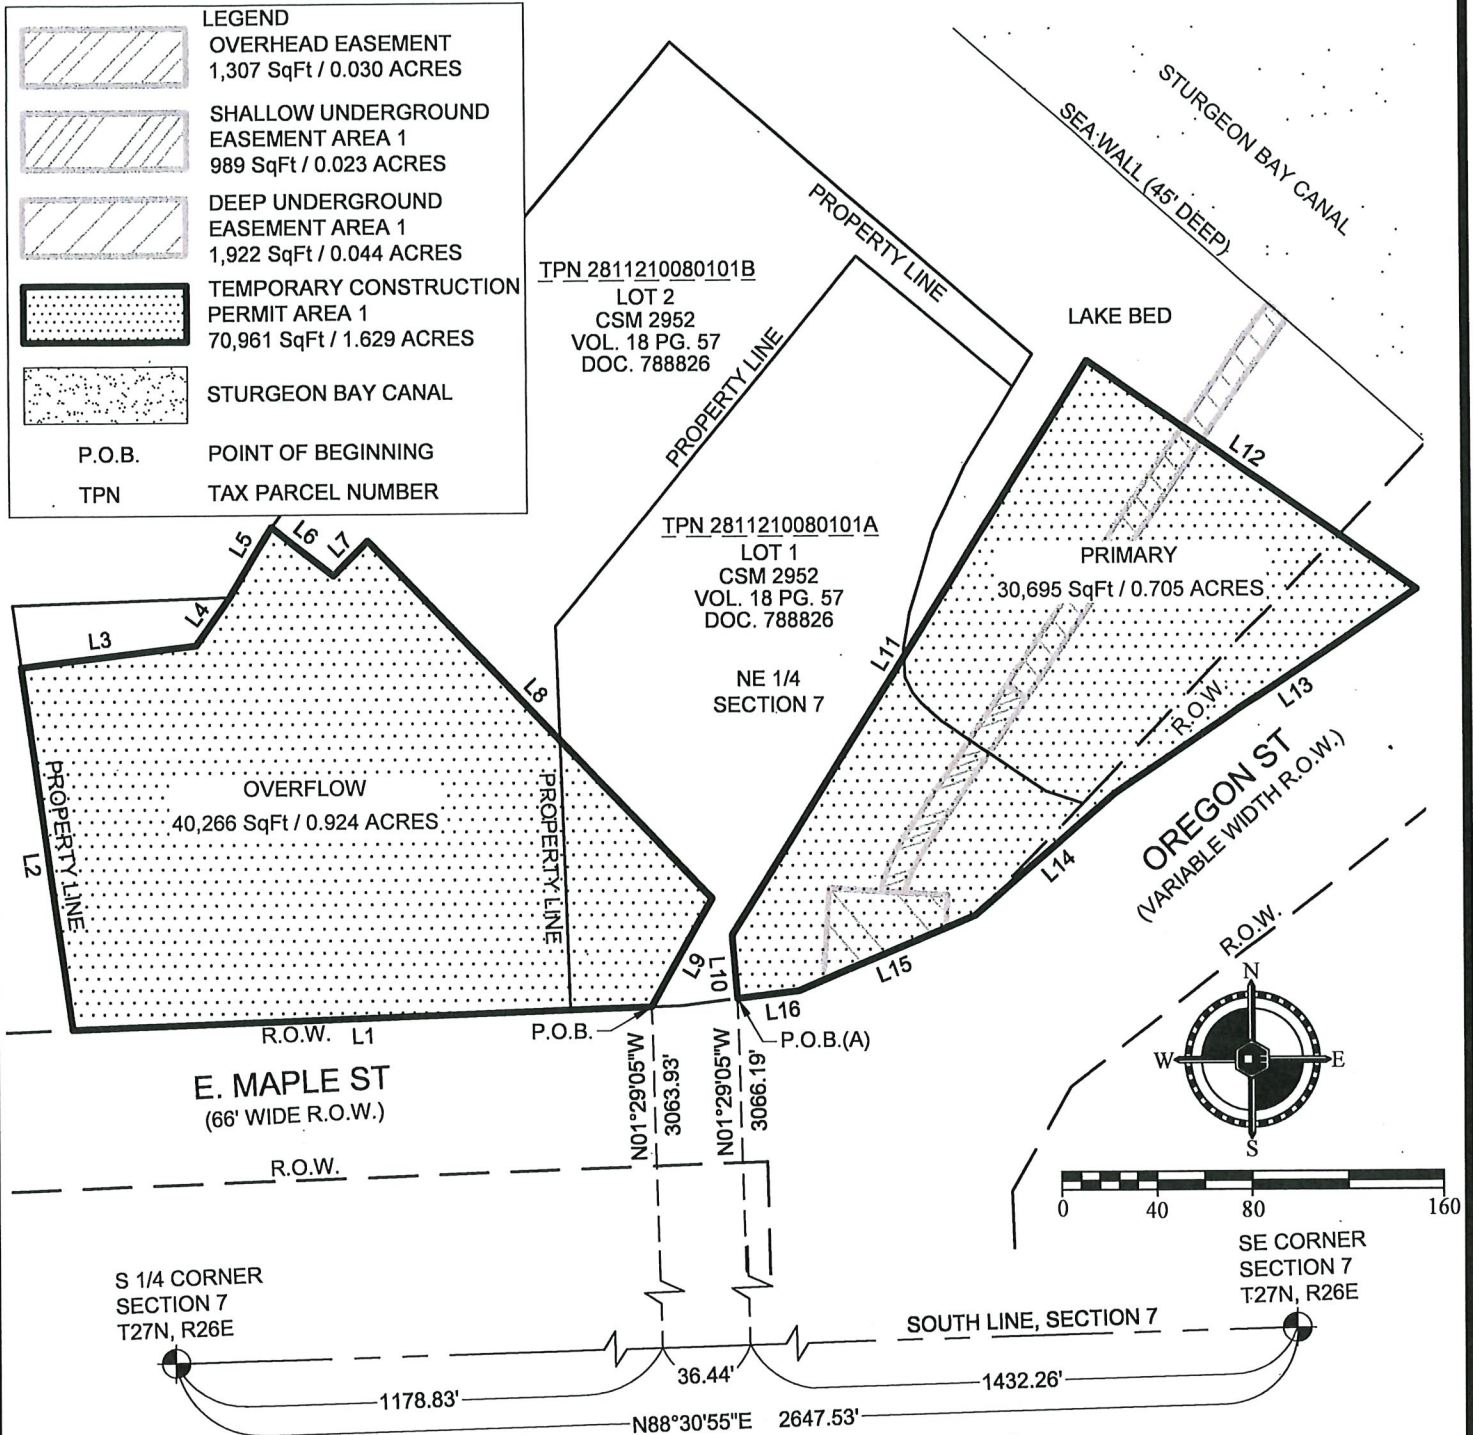 LEGEND
OVERHEAD EASEMENT
1,307 SqFt / 0.030 ACRES
SHALLOW UNDERGROUND
EASEMENT AREA 1
989 SqFt / 0.023 ACRES
DEEP UNDERGROUND
EASEMENT AREA 1
1,922 SqFt / 0.044 ACRES
TEMPORARY CONSTRUCTION
PERMIT AREA 1
70,961 SqFt / 1.629 ACRES
STURGEON BAY CANAL
P.O.B. POINT OF BEGINNING
TPN TAX PARCEL NUMBER
STURGEON BAY CANAL
SEA WALL (45' DEEP)
PROPERTY LINE
LAKE BED
TPN 2811210080101B
LOT 2
CSM 2952
VOL. 18 PG. 57
DOC. 788826
PROPERTY LINE
TPN 2811210080101A
LOT 1
CSM 2952
VOL. 18 PG. 57
DOC. 788826
NE 1/4
SECTION 7
PRIMARY
30,695 SqFt / 0.705 ACRES
L12
L11
L13
R.O.W.
L14
L15
L16
L10
L9
L8
L7
L6
L5
L4
L3
L2
PROPERTY LINE
OVERFLOW
40,266 SqFt / 0.924 ACRES
PROPERTY LINE
OREGON ST
(VARIABLE WIDTH R.O.W.)
R.O.W.
R.O.W. L1
P.O.B.
P.O.B.(A)
E. MAPLE ST
(66' WIDE R.O.W.)
R.O.W.
N01°29'05"W
3063.93'
N01°29'05"W
3066.19'
N
W
E
S
0 40 80 160
S 1/4 CORNER
SECTION 7
T27N, R26E
SE CORNER
SECTION 7
T27N, R26E
SOUTH LINE, SECTION 7
1178.83'
36.44'
1432.26'
N88°30'55"E 2647.53'